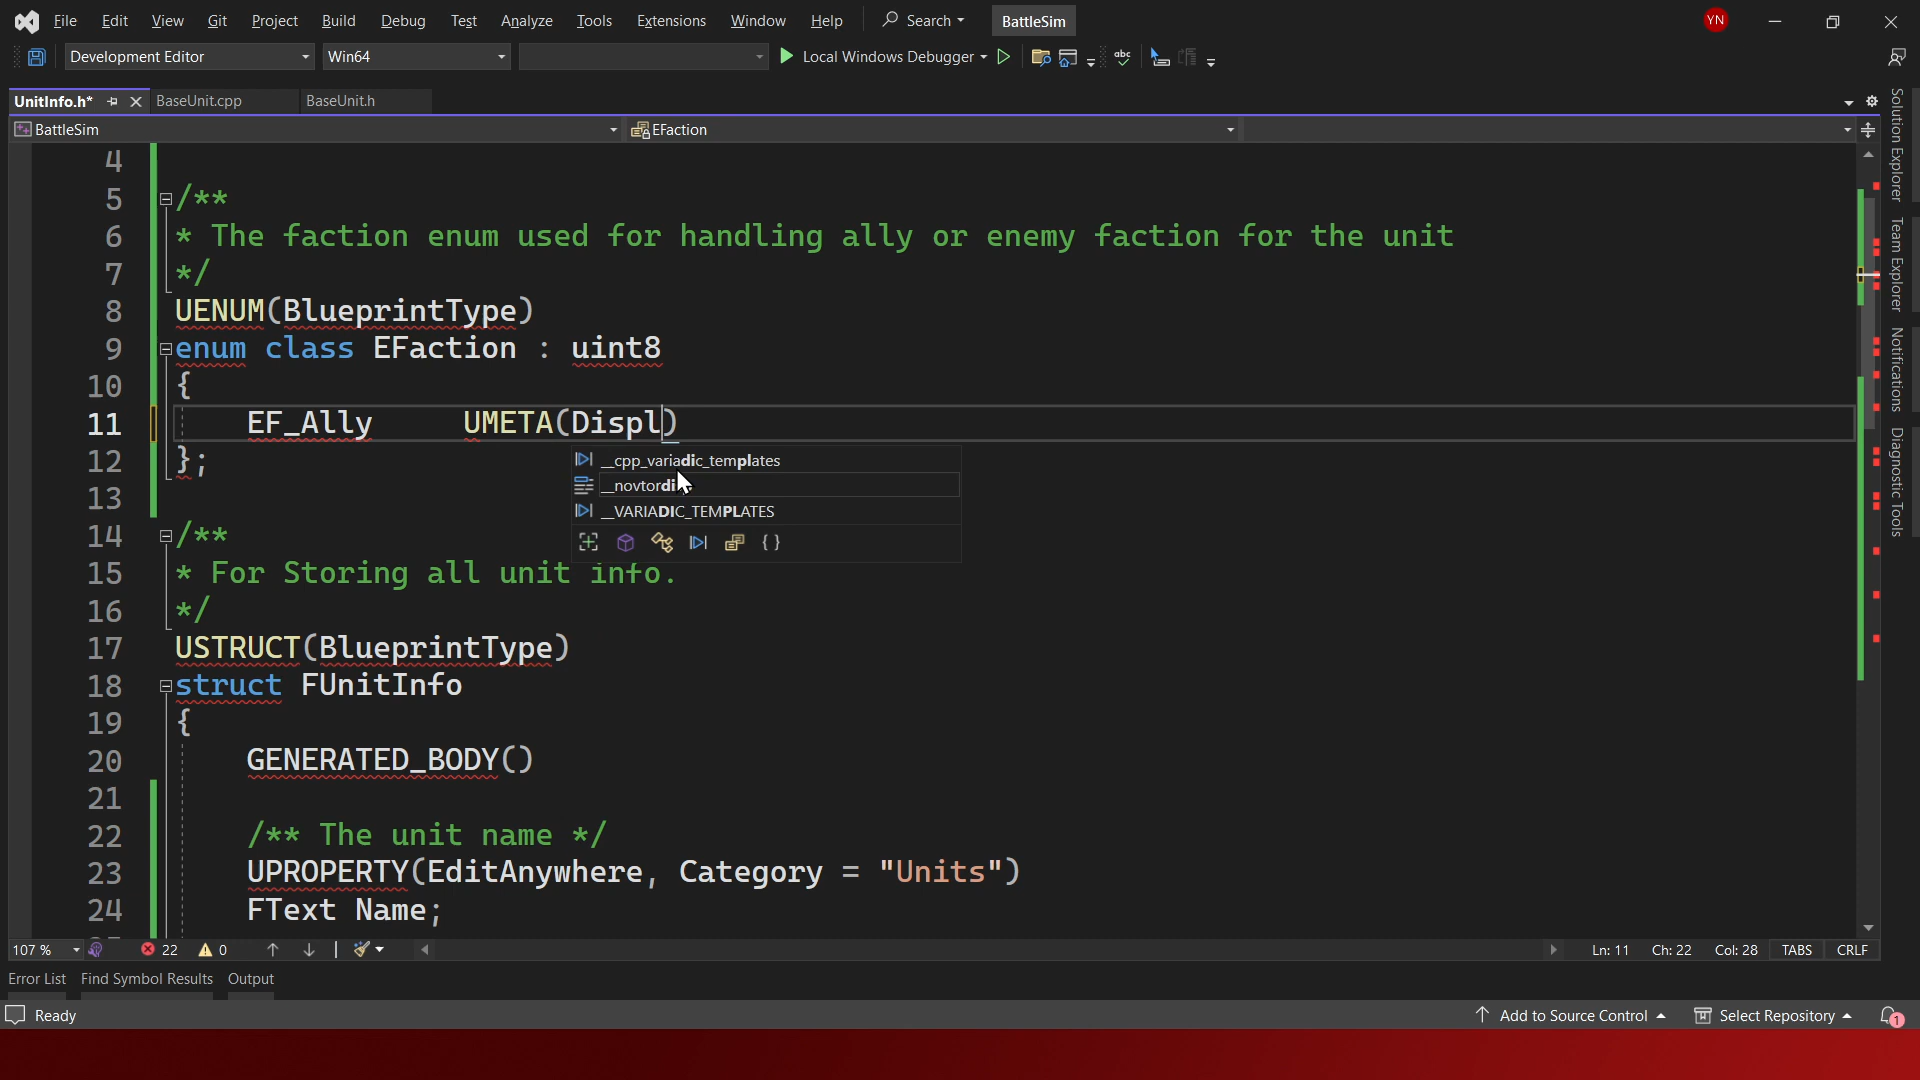 File Edit View Git Project Build Debug Test Analyze Tools Extensions Window Help Search BattleSim YN
Development Editor Win64 Local Windows Debugger
UnitInfo.h* BaseUnit.cpp BaseUnit.h
BattleSim EFaction
4
5 /**
6 * The faction enum used for handling ally or enemy faction for the unit
7 */
8 UENUM(BlueprintType)
9 enum class EFaction : uint8
10 {
11 EF_Ally UMETA(Displ)
12 };
__cpp_variadic_templates
13
__novtordi
__VARIADIC_TEMPLATES
14 /**
15 * For Storing all unit info.
16 */
17 USTRUCT(BlueprintType)
18 struct FUnitInfo
19 {
20 GENERATED_BODY()
21
22 /** The unit name */
23 UPROPERTY(EditAnywhere, Category = "Units")
24 FText Name;
107 % 22 0 Ln: 11 Ch: 22 Col: 28 TABS CRLF
Error List Find Symbol Results Output
Ready Add to Source Control Select Repository 1
Solution Explorer
Team Explorer
Notifications
Diagnostic Tools